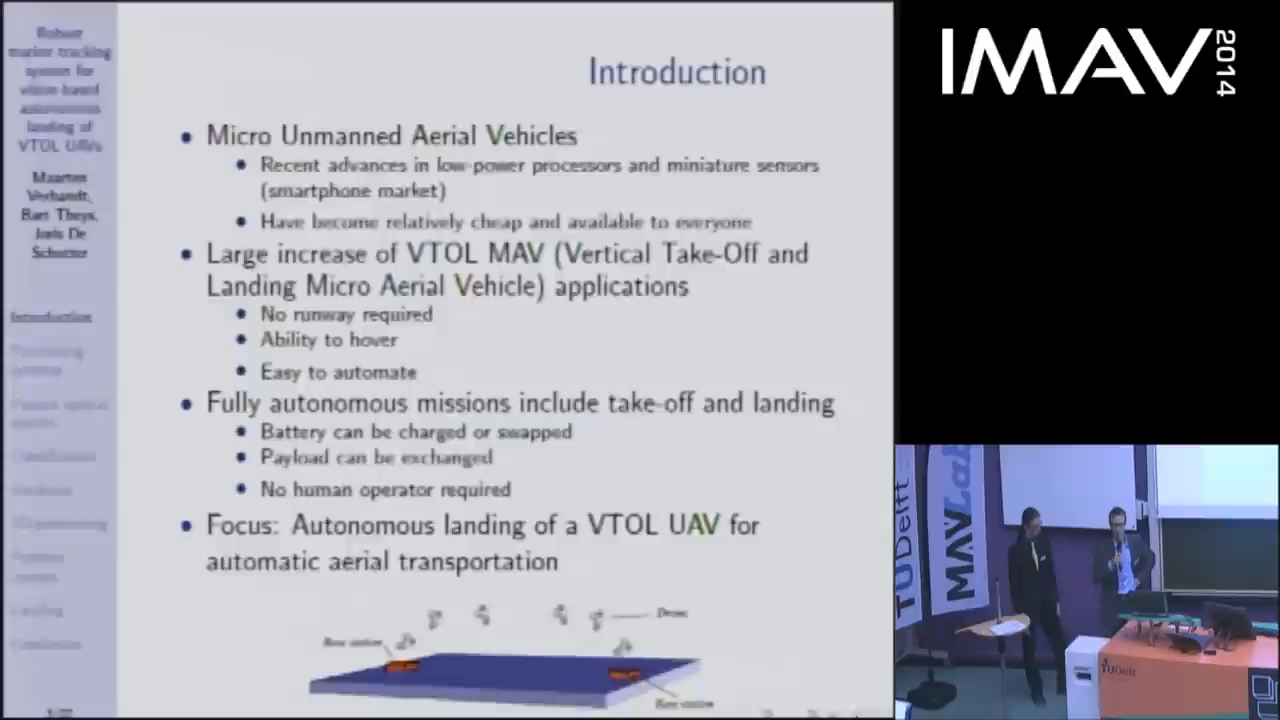 Robust
marker tracking
system for
vision based
autonomous
landing of
VTOL UAVs
Maarten
Verbandt,
Bart Theys,
Joris De
Schutter
Introduction
Introduction
• Micro Unmanned Aerial Vehicles
• Recent advances in low-power processors and miniature sensors
(smartphone market)
• Have become relatively cheap and available to everyone
• Large increase of VTOL MAV (Vertical Take-Off and
Landing Micro Aerial Vehicle) applications
• No runway required
• Ability to hover
• Easy to automate
• Fully autonomous missions include take-off and landing
• Battery can be charged or swapped
• Payload can be exchanged
• No human operator required
• Focus: Autonomous landing of a VTOL UAV for
automatic aerial transportation
Drone
Base station
Base station
IMAV
2014
TUDelft
MAVLab
TUDelft